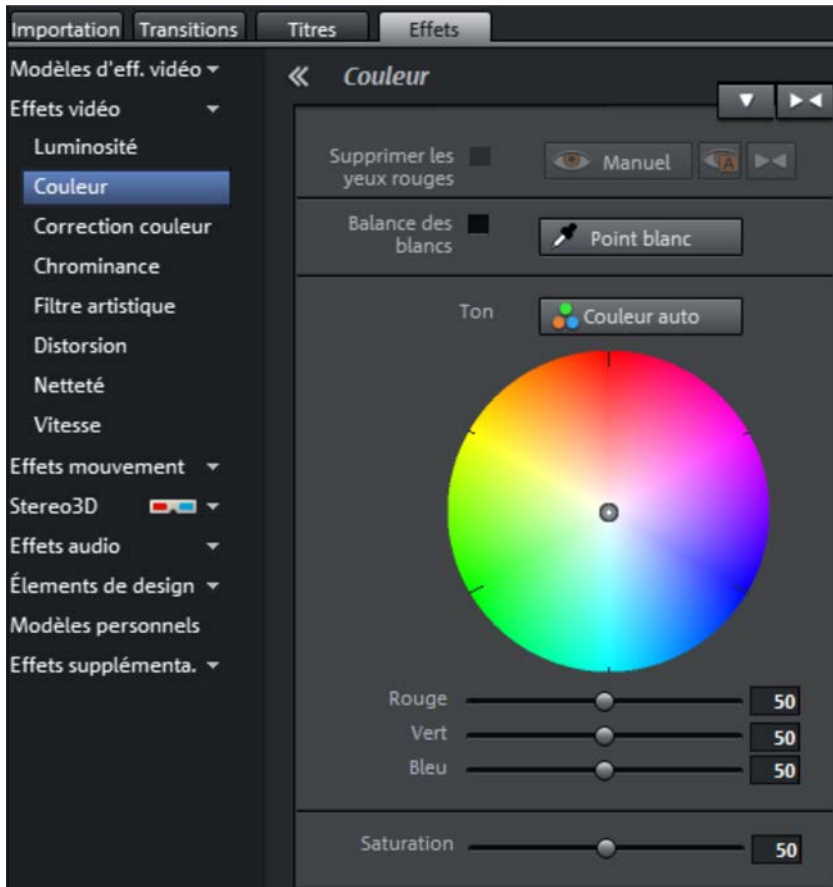 Importation Transitions Titres Effets
Modèles d'eff. vidéo
Effets vidéo
Luminosité
Couleur
Correction couleur
Chrominance
Filtre artistique
Distorsion
Netteté
Vitesse
Effets mouvement
Stereo3D
Effets audio
Élements de design
Modèles personnels
Effets supplémenta.
Couleur
Supprimer les
yeux rouges
Manuel
A
Balance des
blancs
Point blanc
Ton
Couleur auto
Rouge 50
Vert 50
Bleu 50
Saturation 50